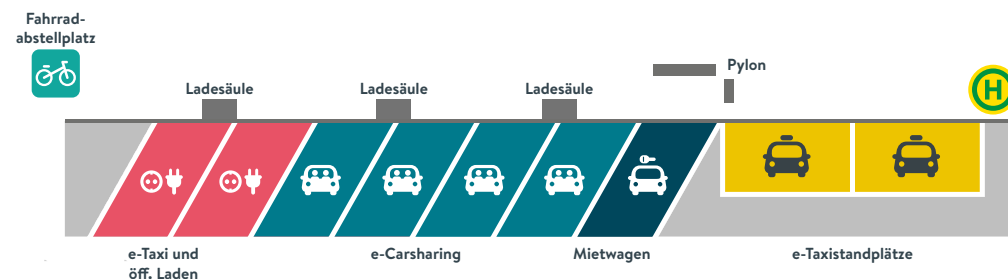 Fahrrad-
abstellplatz
Ladesäule
Ladesäule
Ladesäule
Pylon
H
e-Taxi und
öff. Laden
e-Carsharing
Mietwagen
e-Taxistandplätze